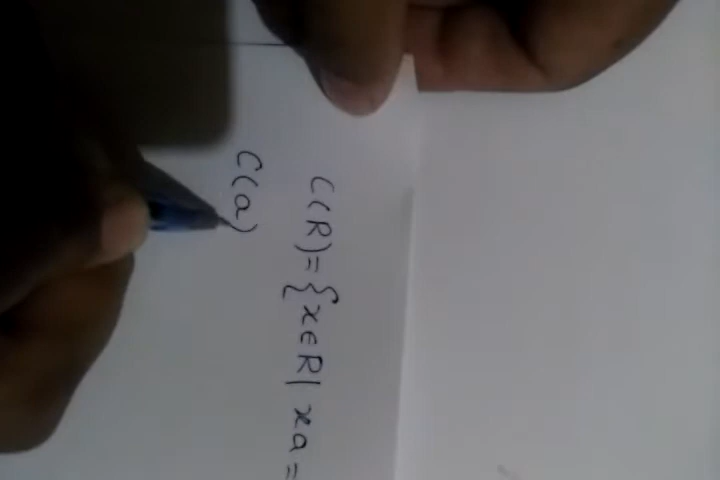 C(R) = {x ∈ R | xa =
C(a)